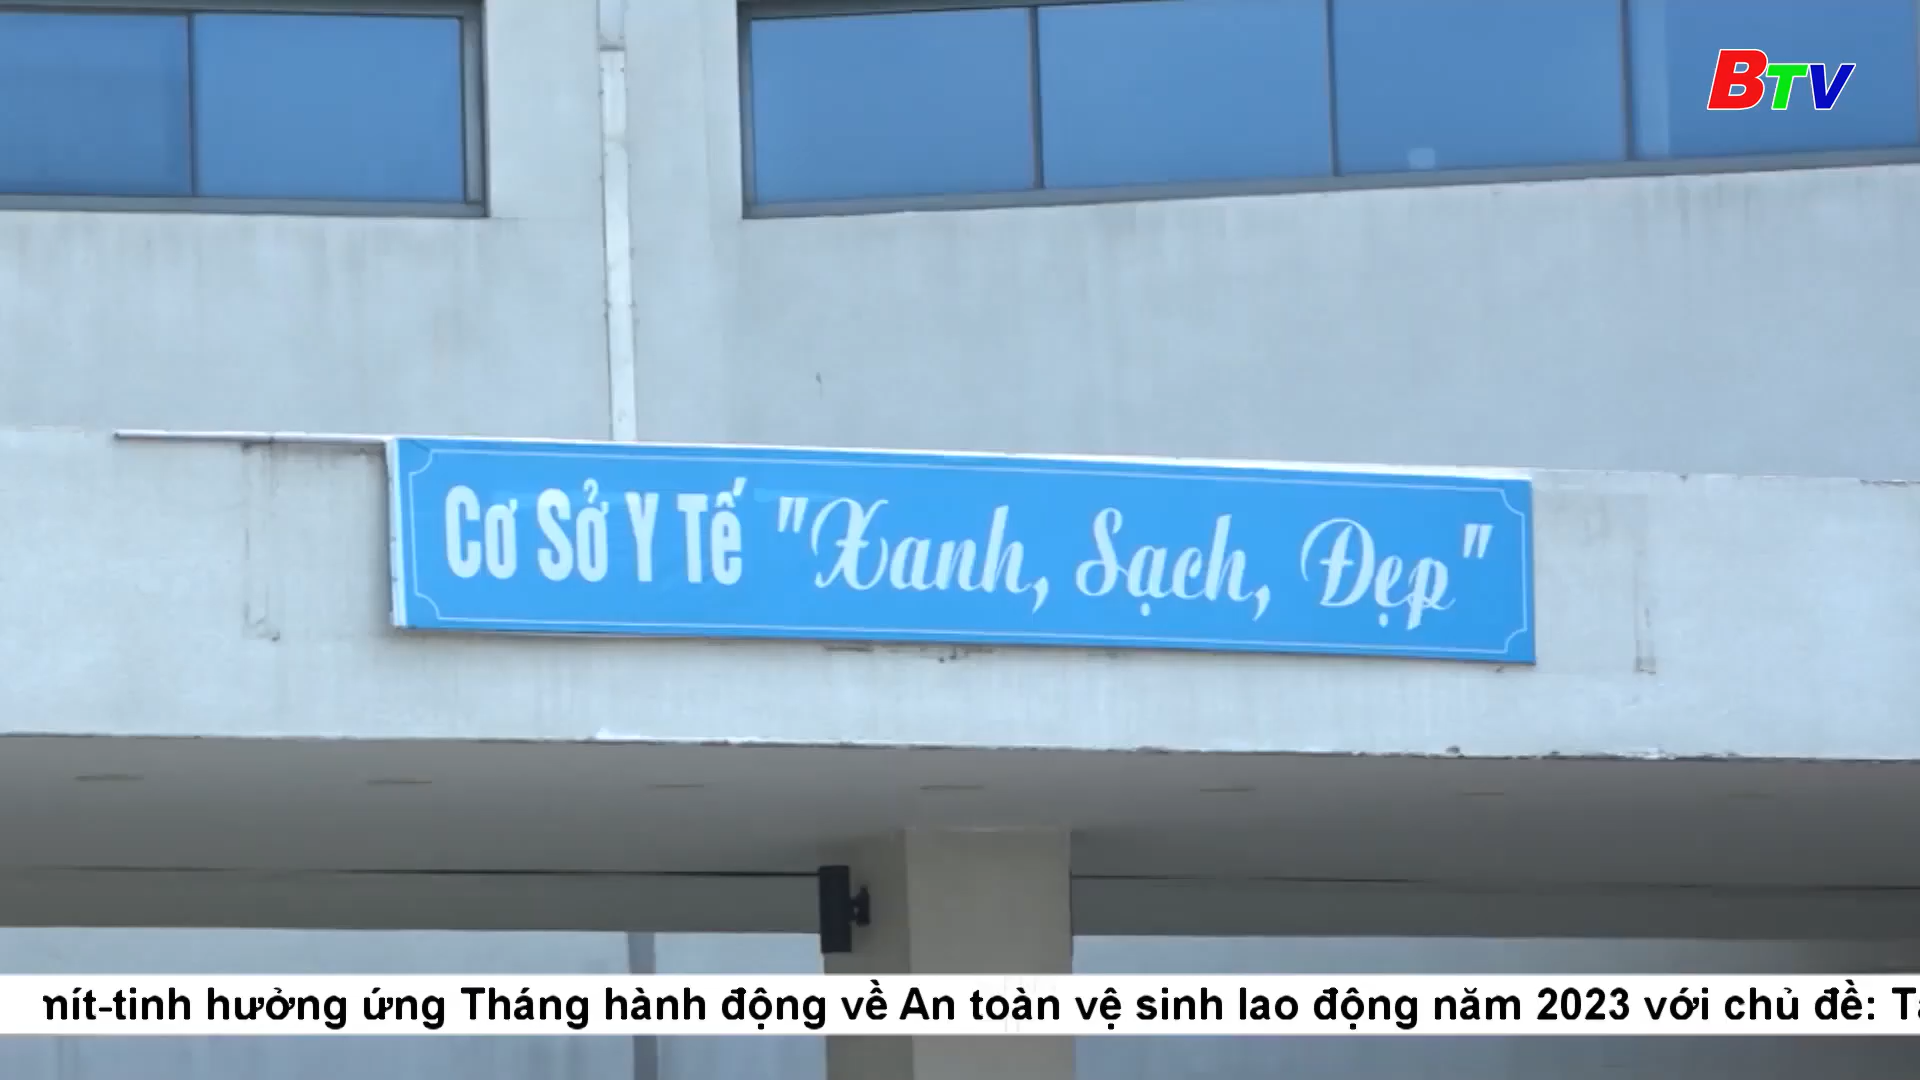 BTV
Cơ Sở Y Tế "Xanh, Sạch, Đẹp"
mít-tinh hưởng ứng Tháng hành động về An toàn vệ sinh lao động năm 2023 với chủ đề: